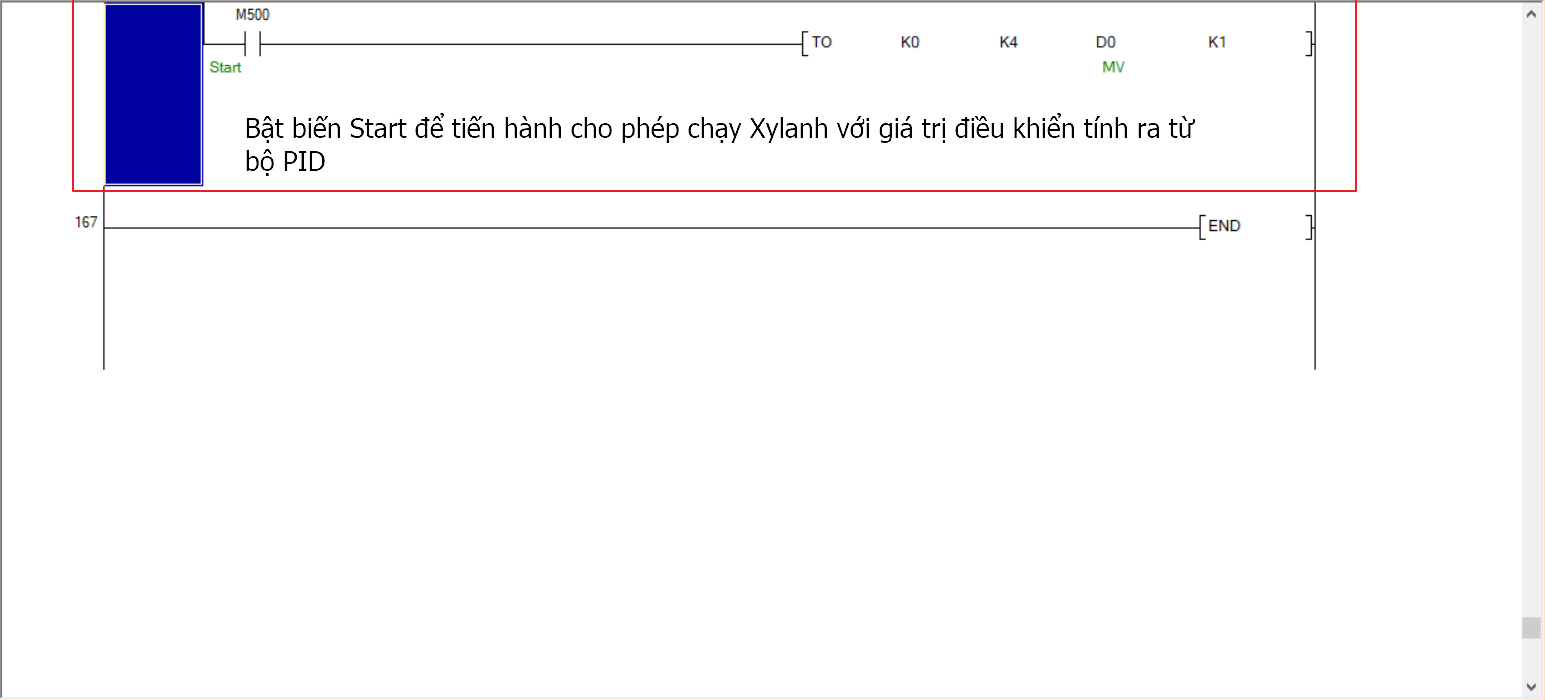 M500
[TO K0 K4 D0 K1 ]
Start MV
Bật biến Start để tiến hành cho phép chạy Xylanh với giá trị điều khiển tính ra từ
bộ PID
167 [END ]